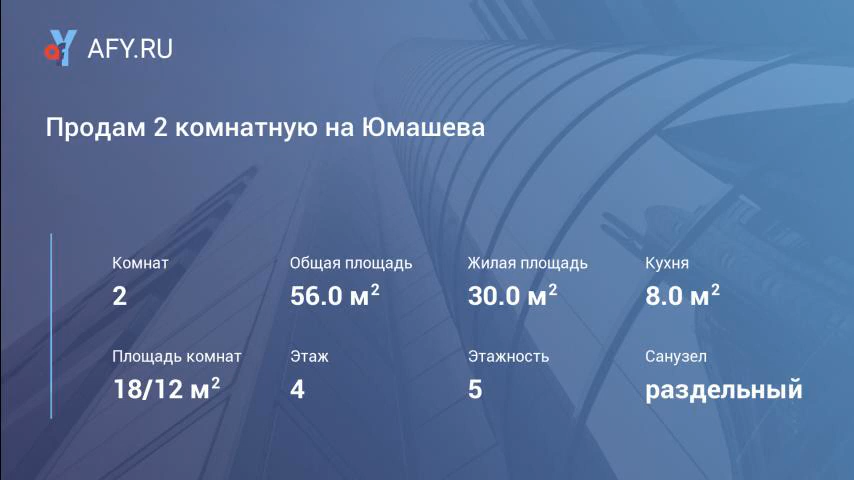 AFY.RU
Продам 2 комнатную на Юмашева
Комнат Общая площадь Жилая площадь Кухня
2 56.0 м² 30.0 м² 8.0 м²
Площадь комнат Этаж Этажность Санузел
18/12 м² 4 5 раздельный